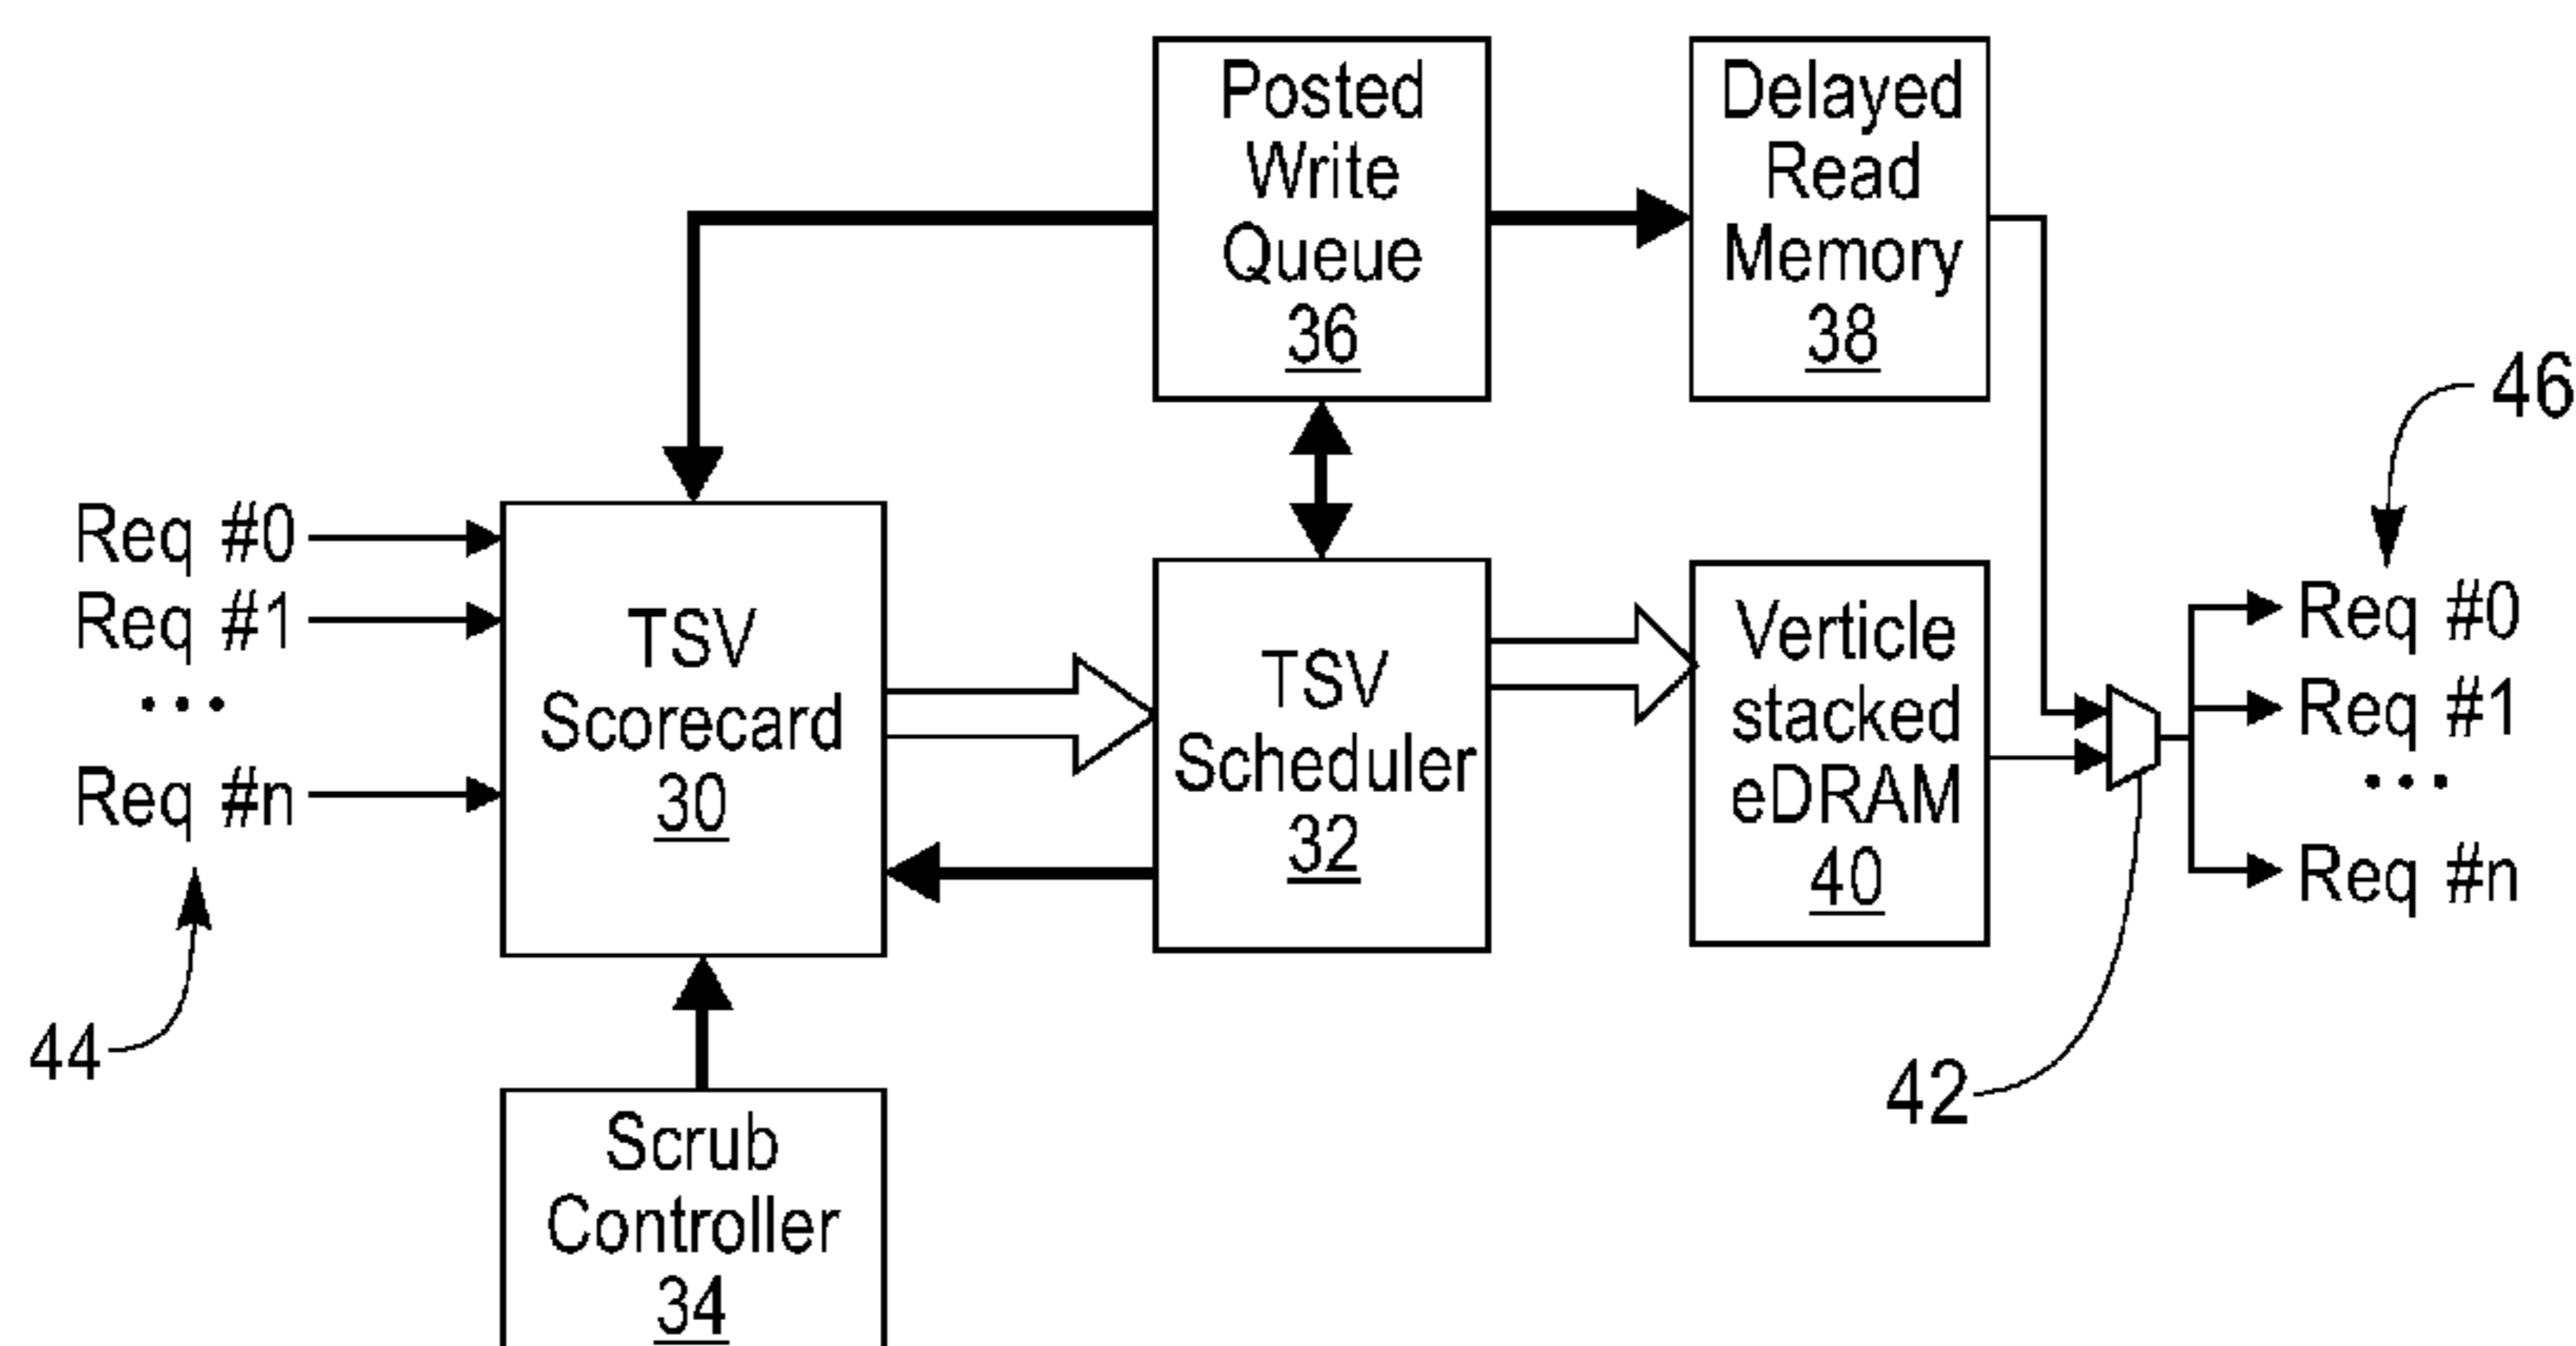 Posted
Write
Queue
36
Delayed
Read
Memory
38
46
Req #0
Req #1
...
Req #n
44
TSV
Scorecard
30
TSV
Scheduler
32
Verticle
stacked
eDRAM
40
42
Req #0
Req #1
...
Req #n
Scrub
Controller
34